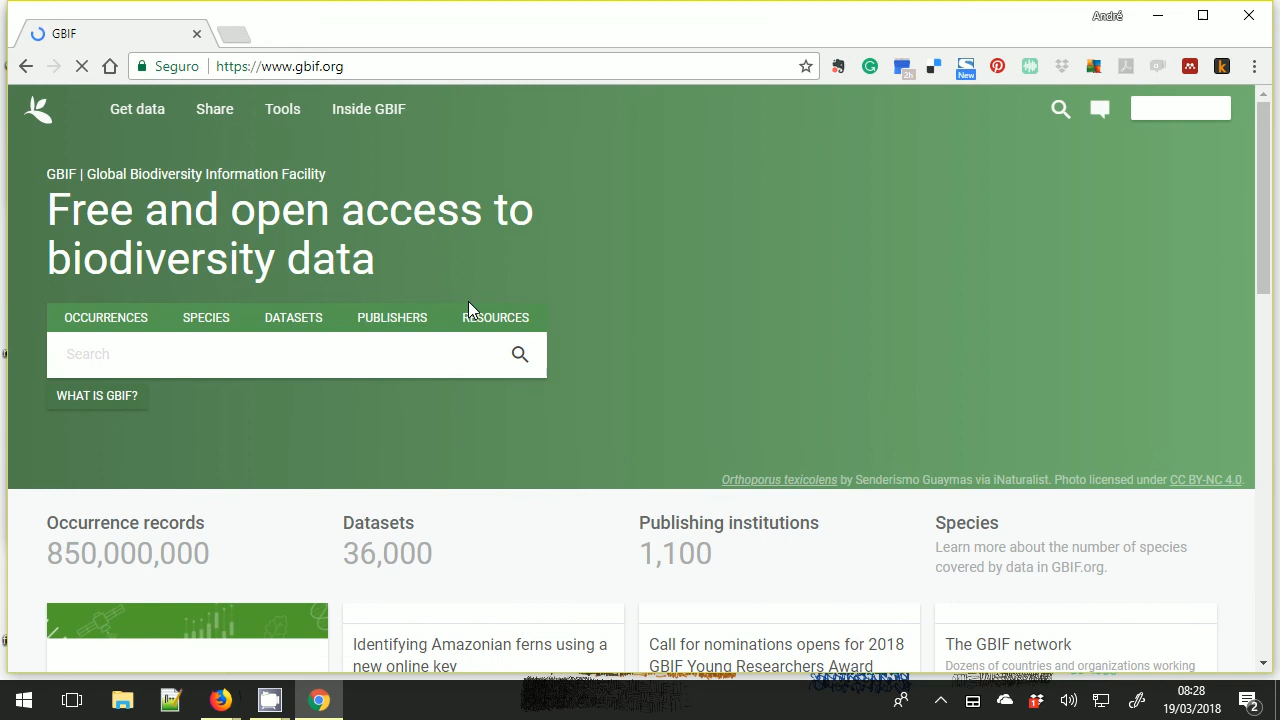 André
GBIF
Seguro https://www.gbif.org
2h
New
Get data Share Tools Inside GBIF
GBIF | Global Biodiversity Information Facility
Free and open access to
biodiversity data
OCCURRENCES SPECIES DATASETS PUBLISHERS RESOURCES
Search
WHAT IS GBIF?
Orthoporus texicolens by Senderismo Guaymas via iNaturalist. Photo licensed under CC BY-NC 4.0.
Occurrence records Datasets Publishing institutions Species
850,000,000 36,000 1,100
Learn more about the number of species
covered by data in GBIF.org.
Identifying Amazonian ferns using a
new online key
Call for nominations opens for 2018
GBIF Young Researchers Award
The GBIF network
Dozens of countries and organizations working
08:28
19/03/2018
1
2